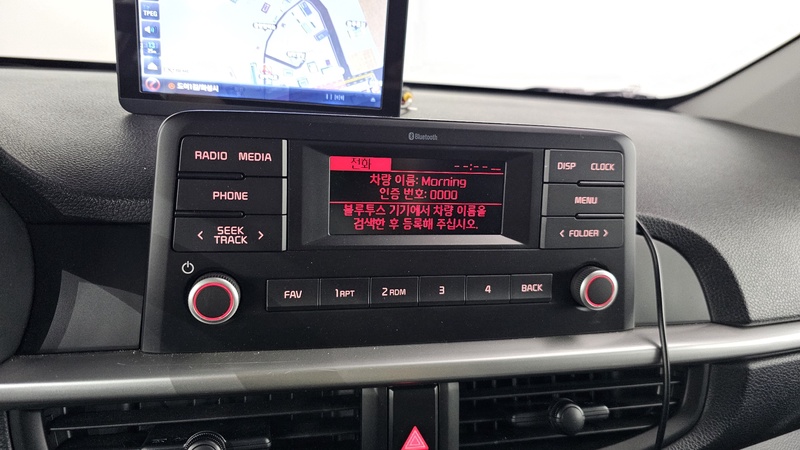 TPEG
Bluetooth
RADIO MEDIA
PHONE
< SEEK TRACK >
전화 --:-- --
차량 이름: Morning
인증 번호: 0000
블루투스 기기에서 차량 이름을
검색한 후 등록해 주십시오.
DISP CLOCK
MENU
< FOLDER >
FAV 1 RPT 2 RDM 3 4 BACK